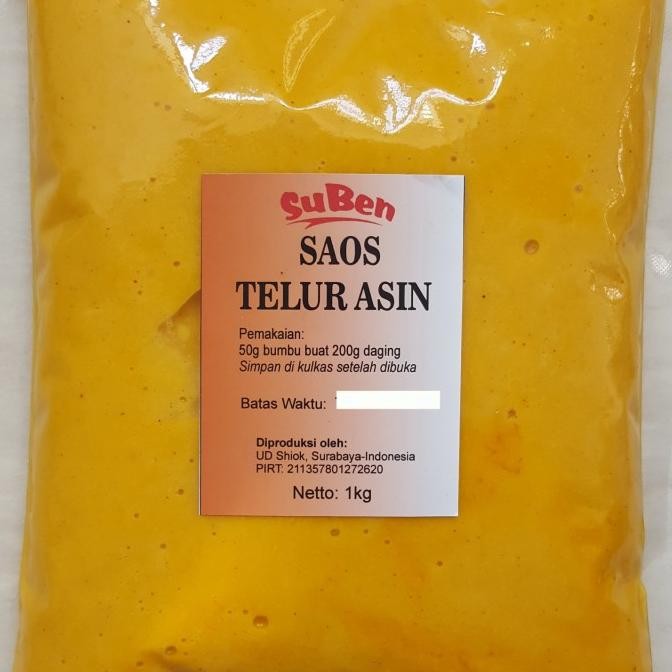 SuBen
SAOS
TELUR ASIN
Pemakaian:
50g bumbu buat 200g daging
Simpan di kulkas setelah dibuka
Batas Waktu:
Diproduksi oleh:
UD Shiok, Surabaya-Indonesia
PIRT: 211357801272620
Netto: 1kg